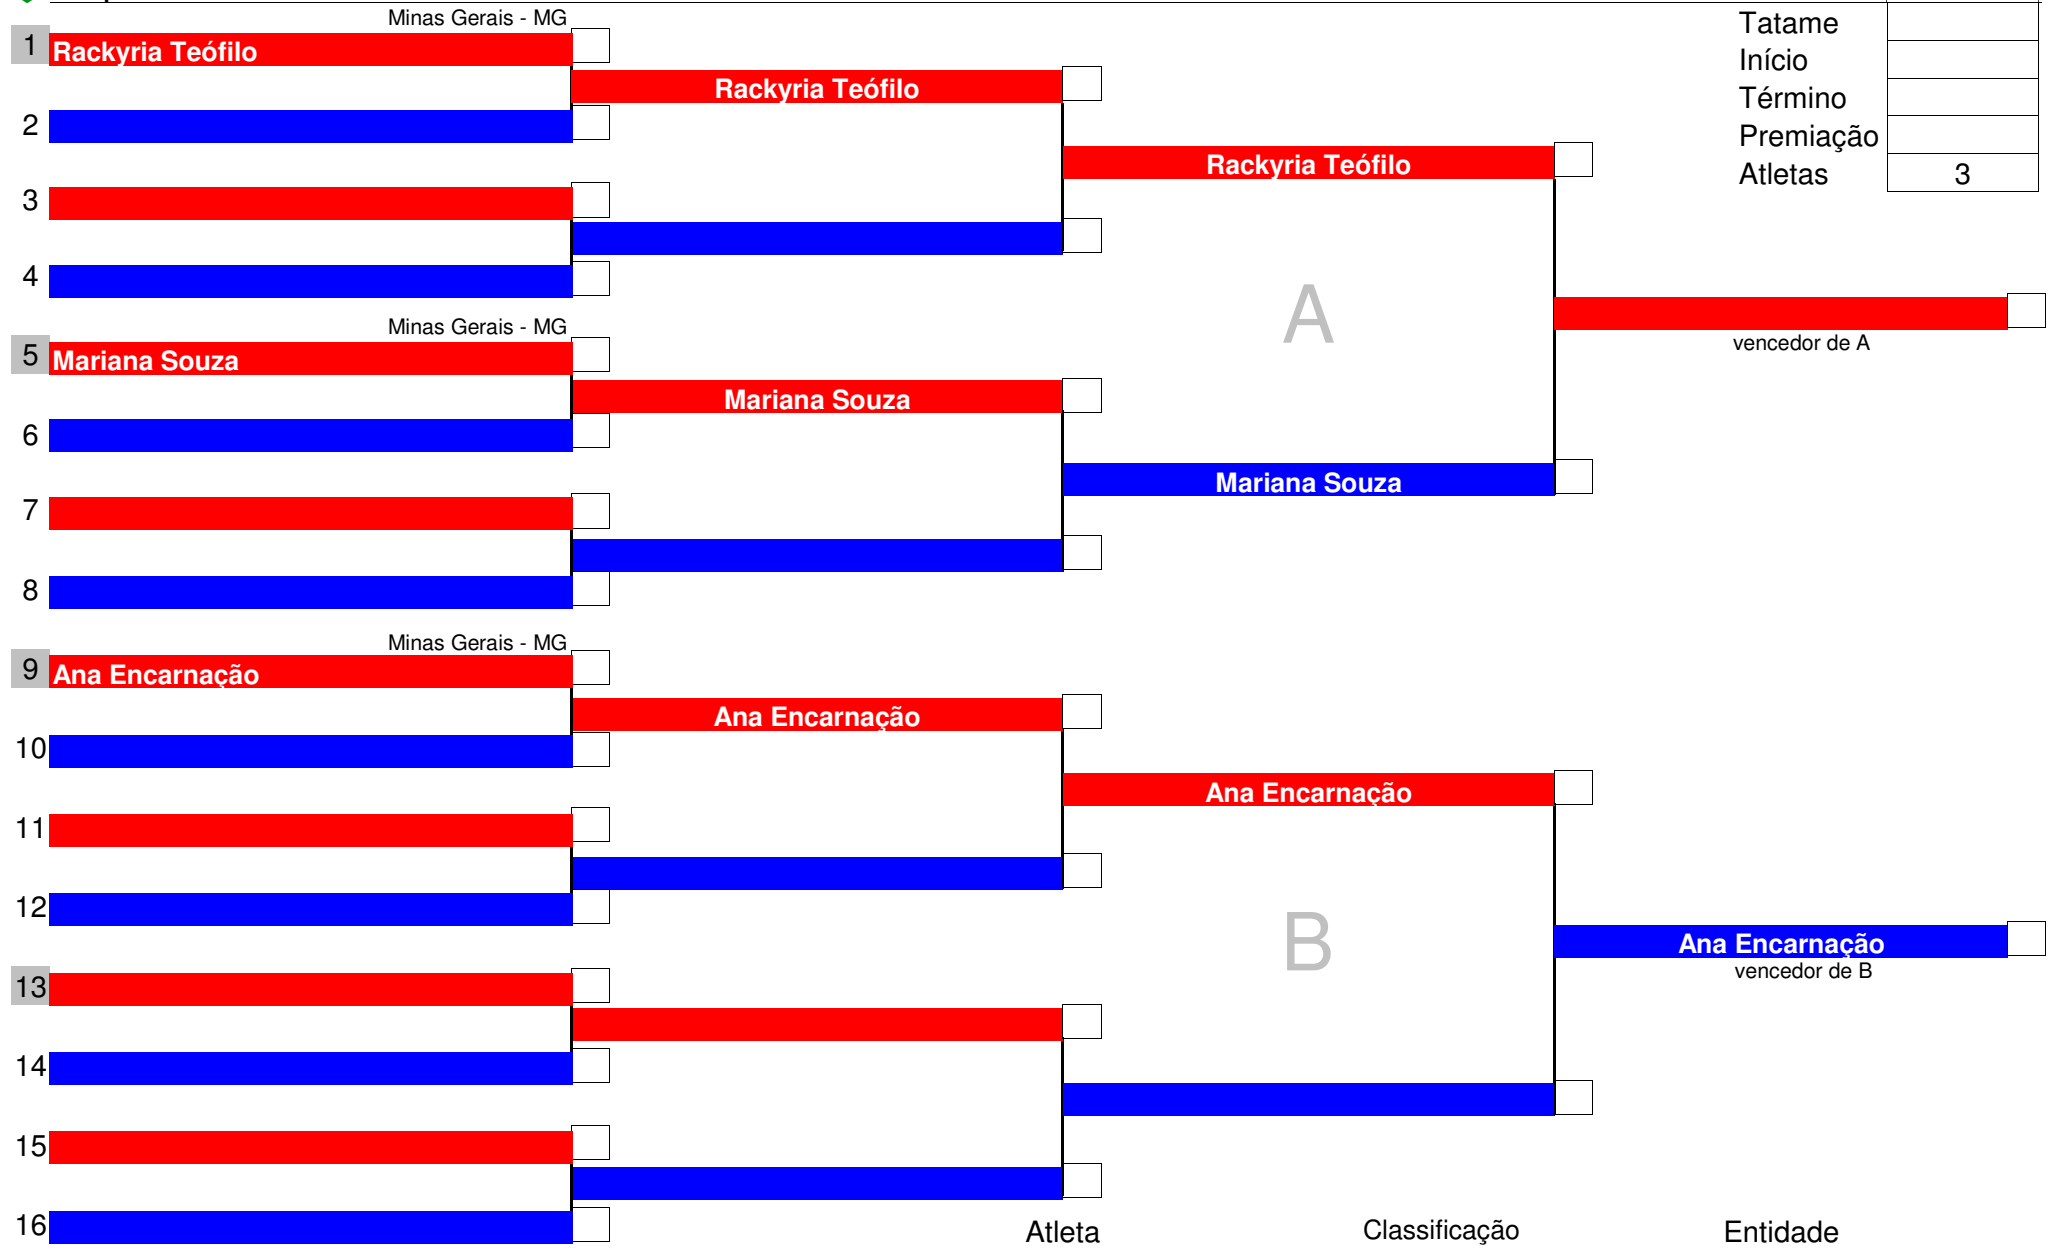 Minas Gerais - MG
1 Rackyria Teófilo
Rackyria Teófilo
2
Rackyria Teófilo
3
4
Tatame
Início
Término
Premiação
Atletas 3
A
vencedor de A
Minas Gerais - MG
5 Mariana Souza
Mariana Souza
6
Mariana Souza
7
8
Minas Gerais - MG
9 Ana Encarnação
Ana Encarnação
10
Ana Encarnação
11
12
B
Ana Encarnação
vencedor de B
13
14
15
16
Atleta Classificação Entidade